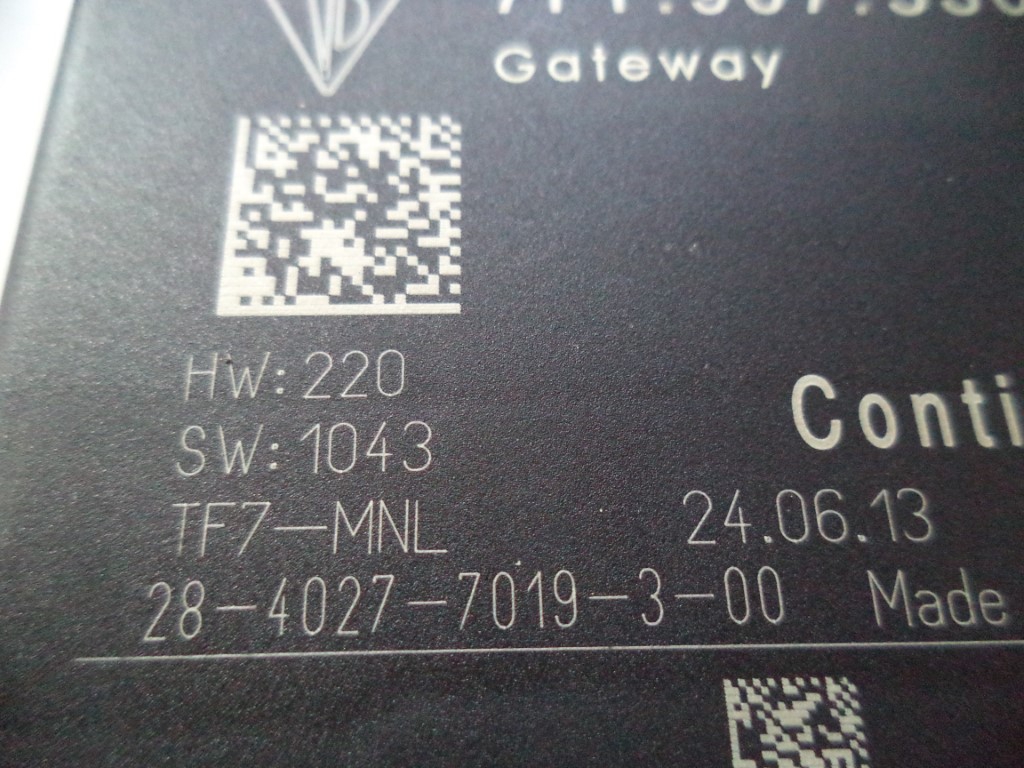 Gateway
HW:220
SW:1043
Conti
TF7-MNL 24.06.13
28-4027-7019-3-00 Made